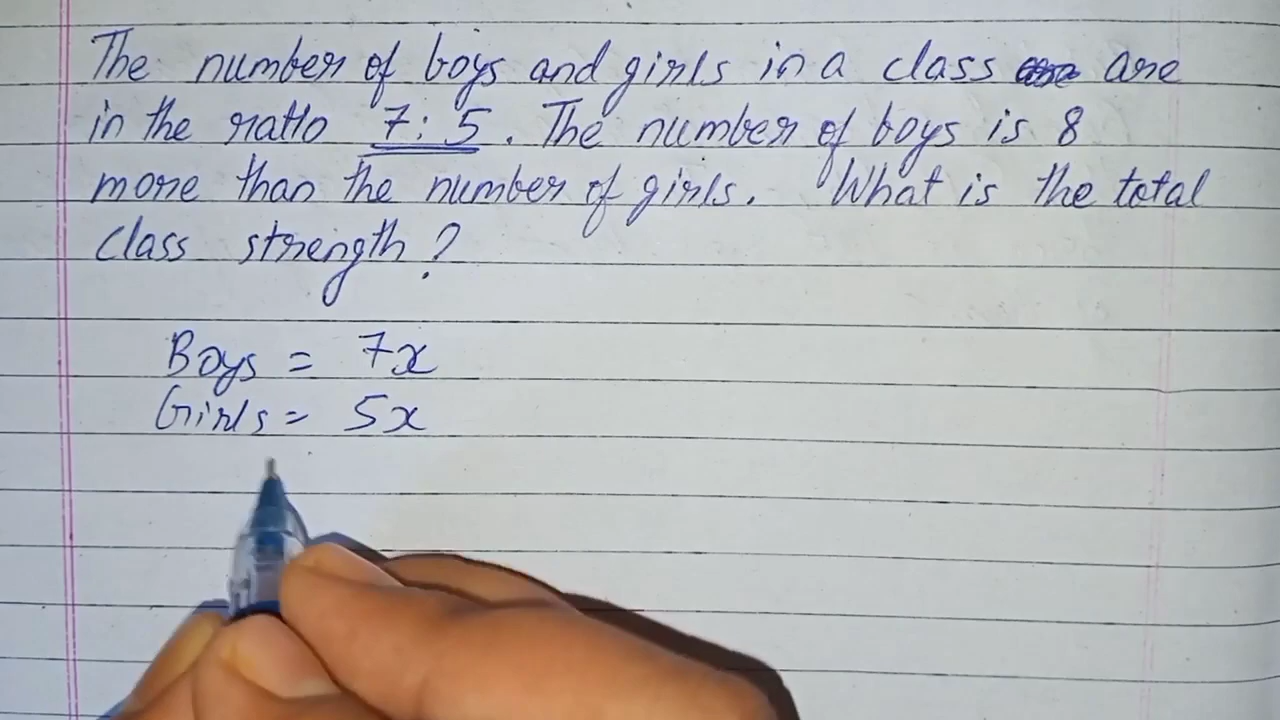 The number of boys and girls in a class are
in the ratio 7:5. The number of boys is 8
more than the number of girls. What is the total
class strength?
Boys = 7x
Girls = 5x